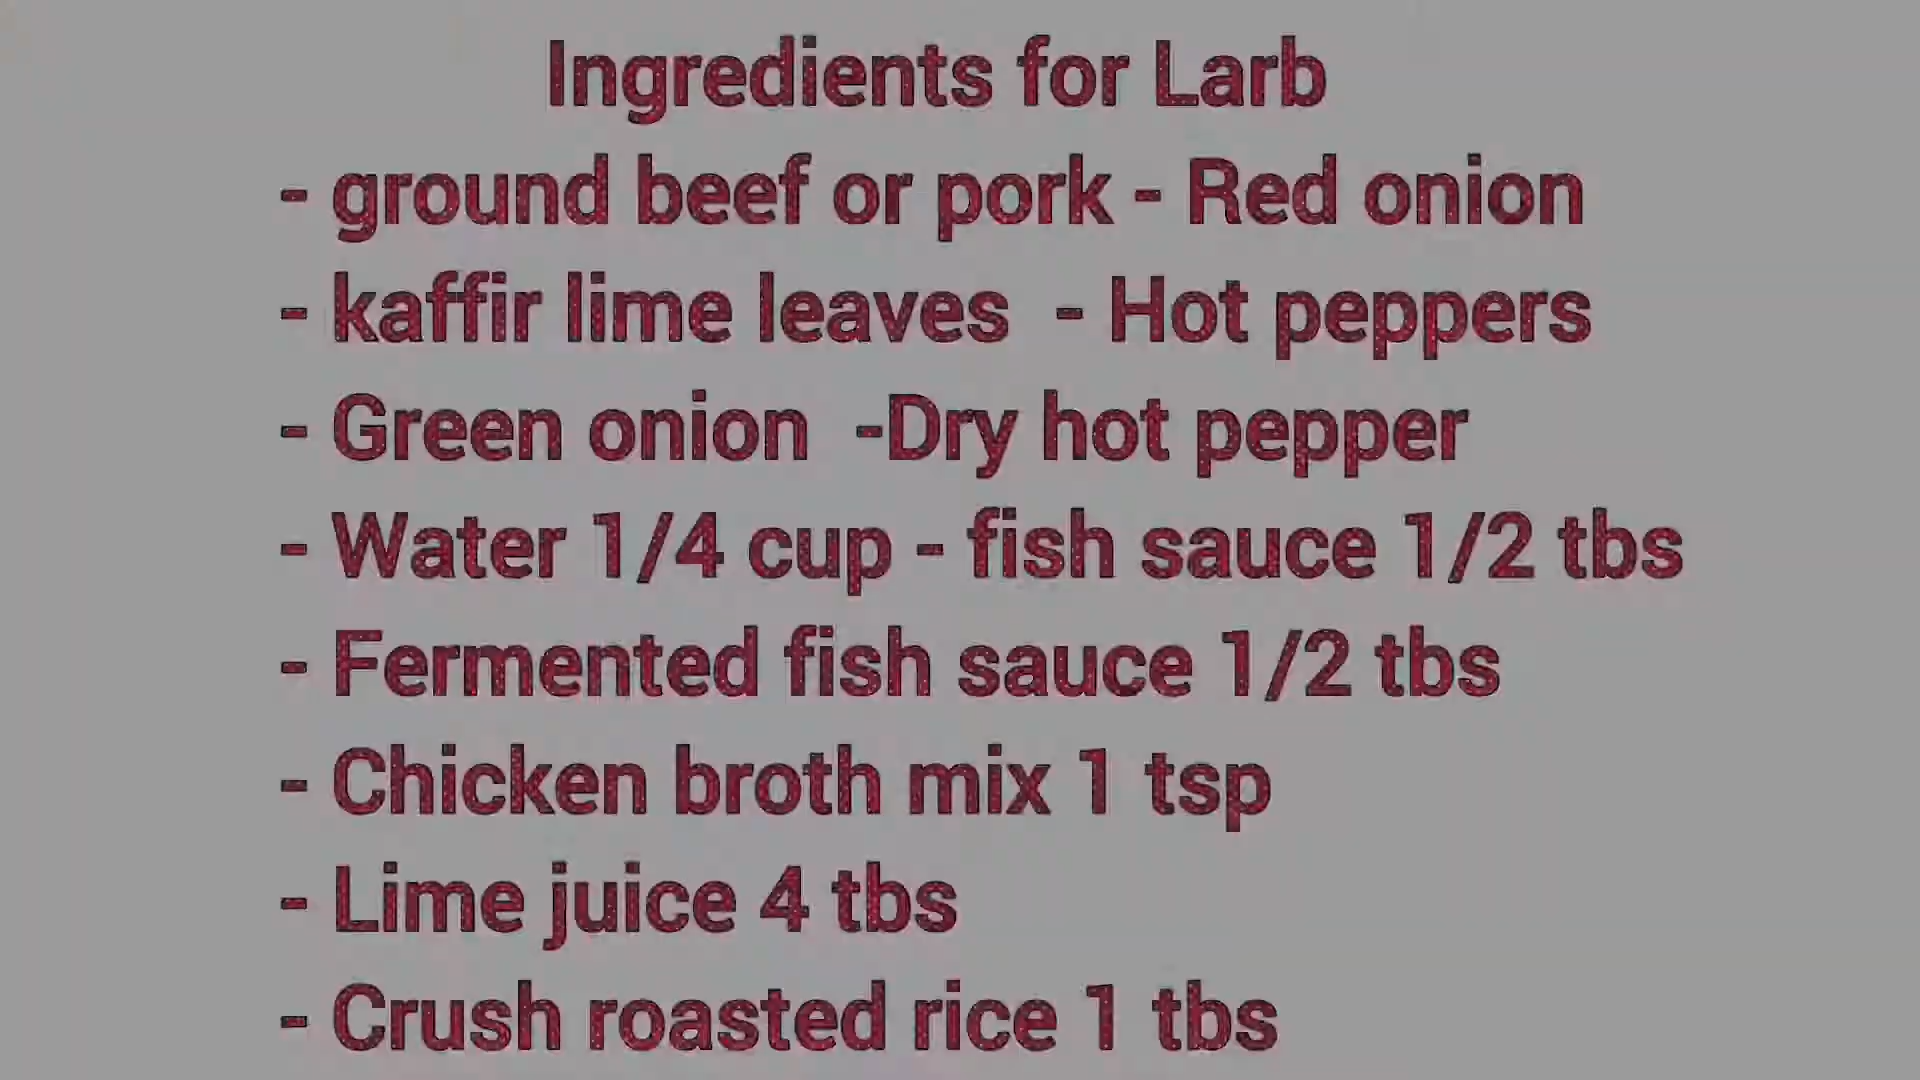 Ingredients for Larb
- ground beef or pork - Red onion
- kaffir lime leaves  - Hot peppers
- Green onion  -Dry hot pepper
- Water 1/4 cup - fish sauce 1/2 tbs
- Fermented fish sauce 1/2 tbs
- Chicken broth mix 1 tsp
- Lime juice 4 tbs
- Crush roasted rice 1 tbs